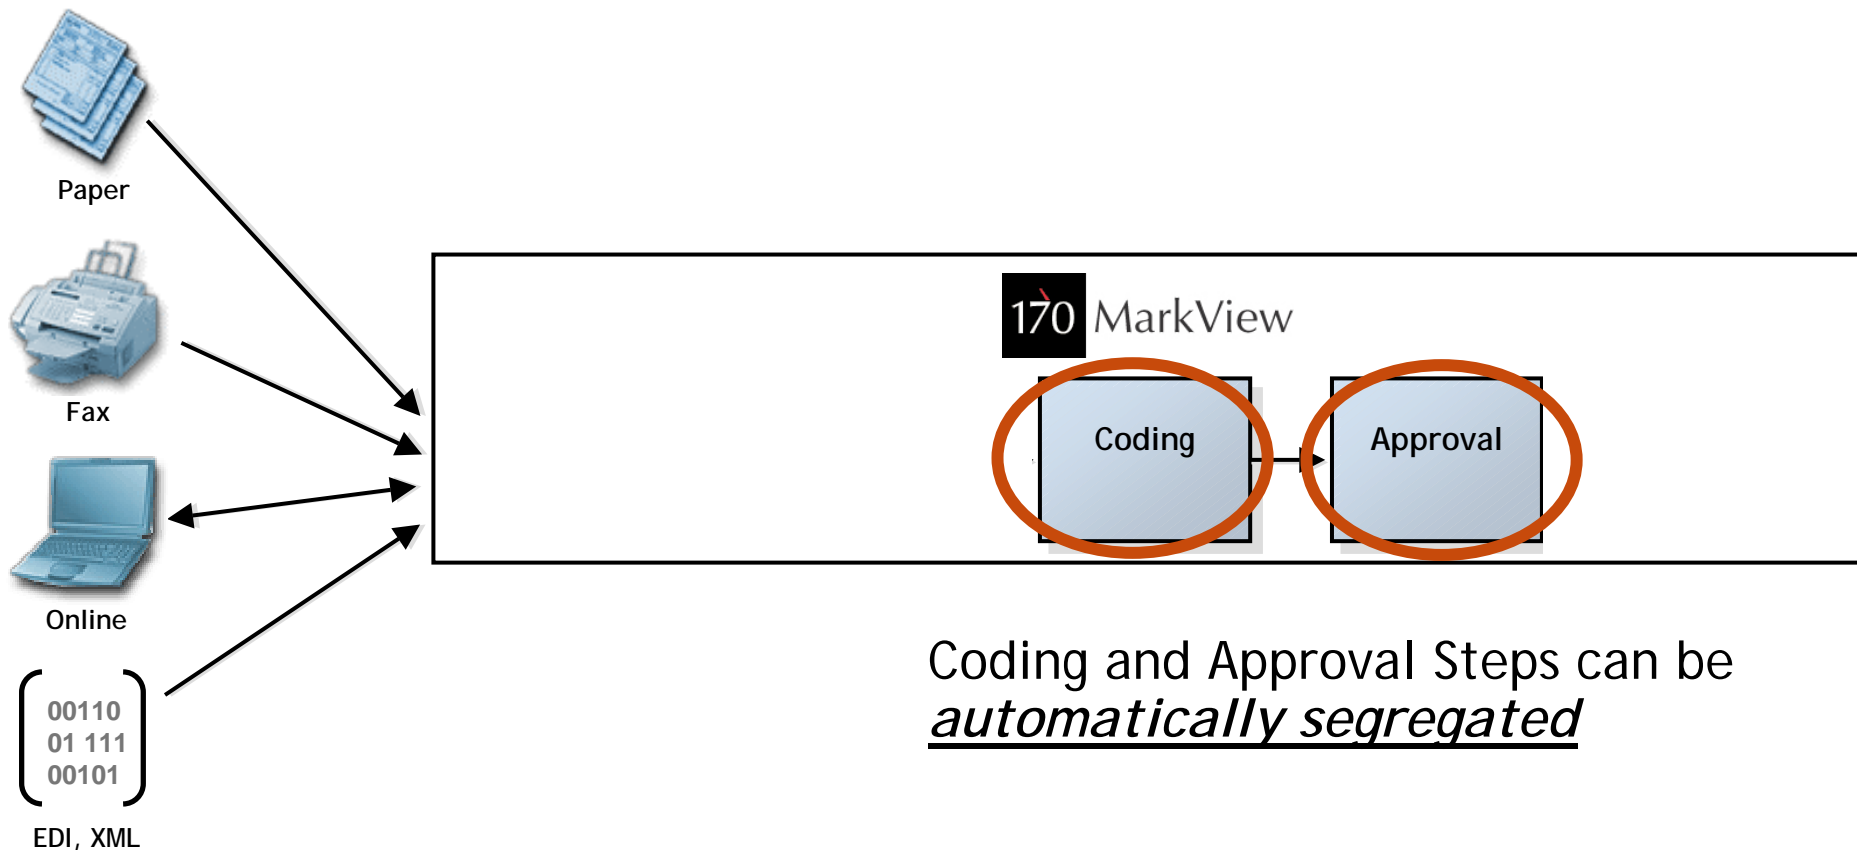 Paper
Fax
Online
00110
01 111
00101
EDI, XML
170 MarkView
Coding
Approval
Coding and Approval Steps can be
automatically segregated